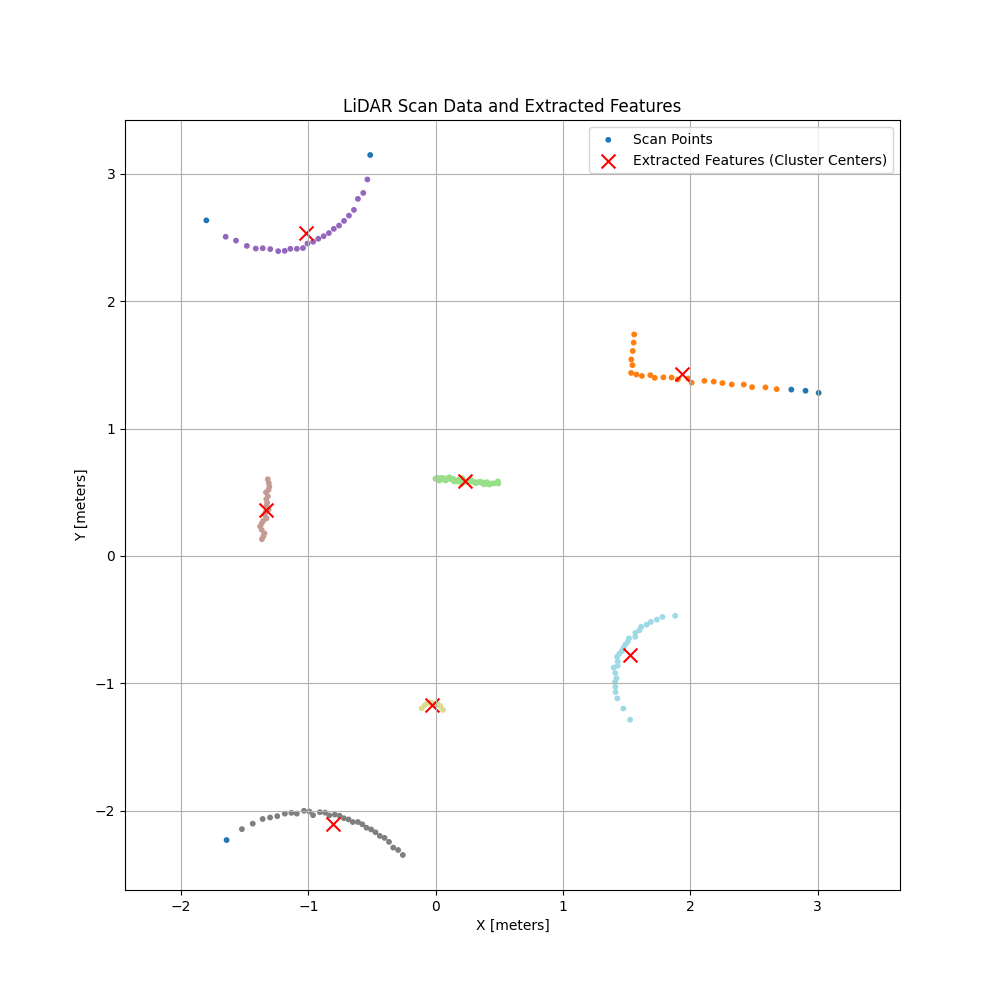 LiDAR Scan Data and Extracted Features
Scan Points
Extracted Features (Cluster Centers)
3
2
1
0
−1
−2
Y [meters]
−2
−1
0
1
2
3
X [meters]